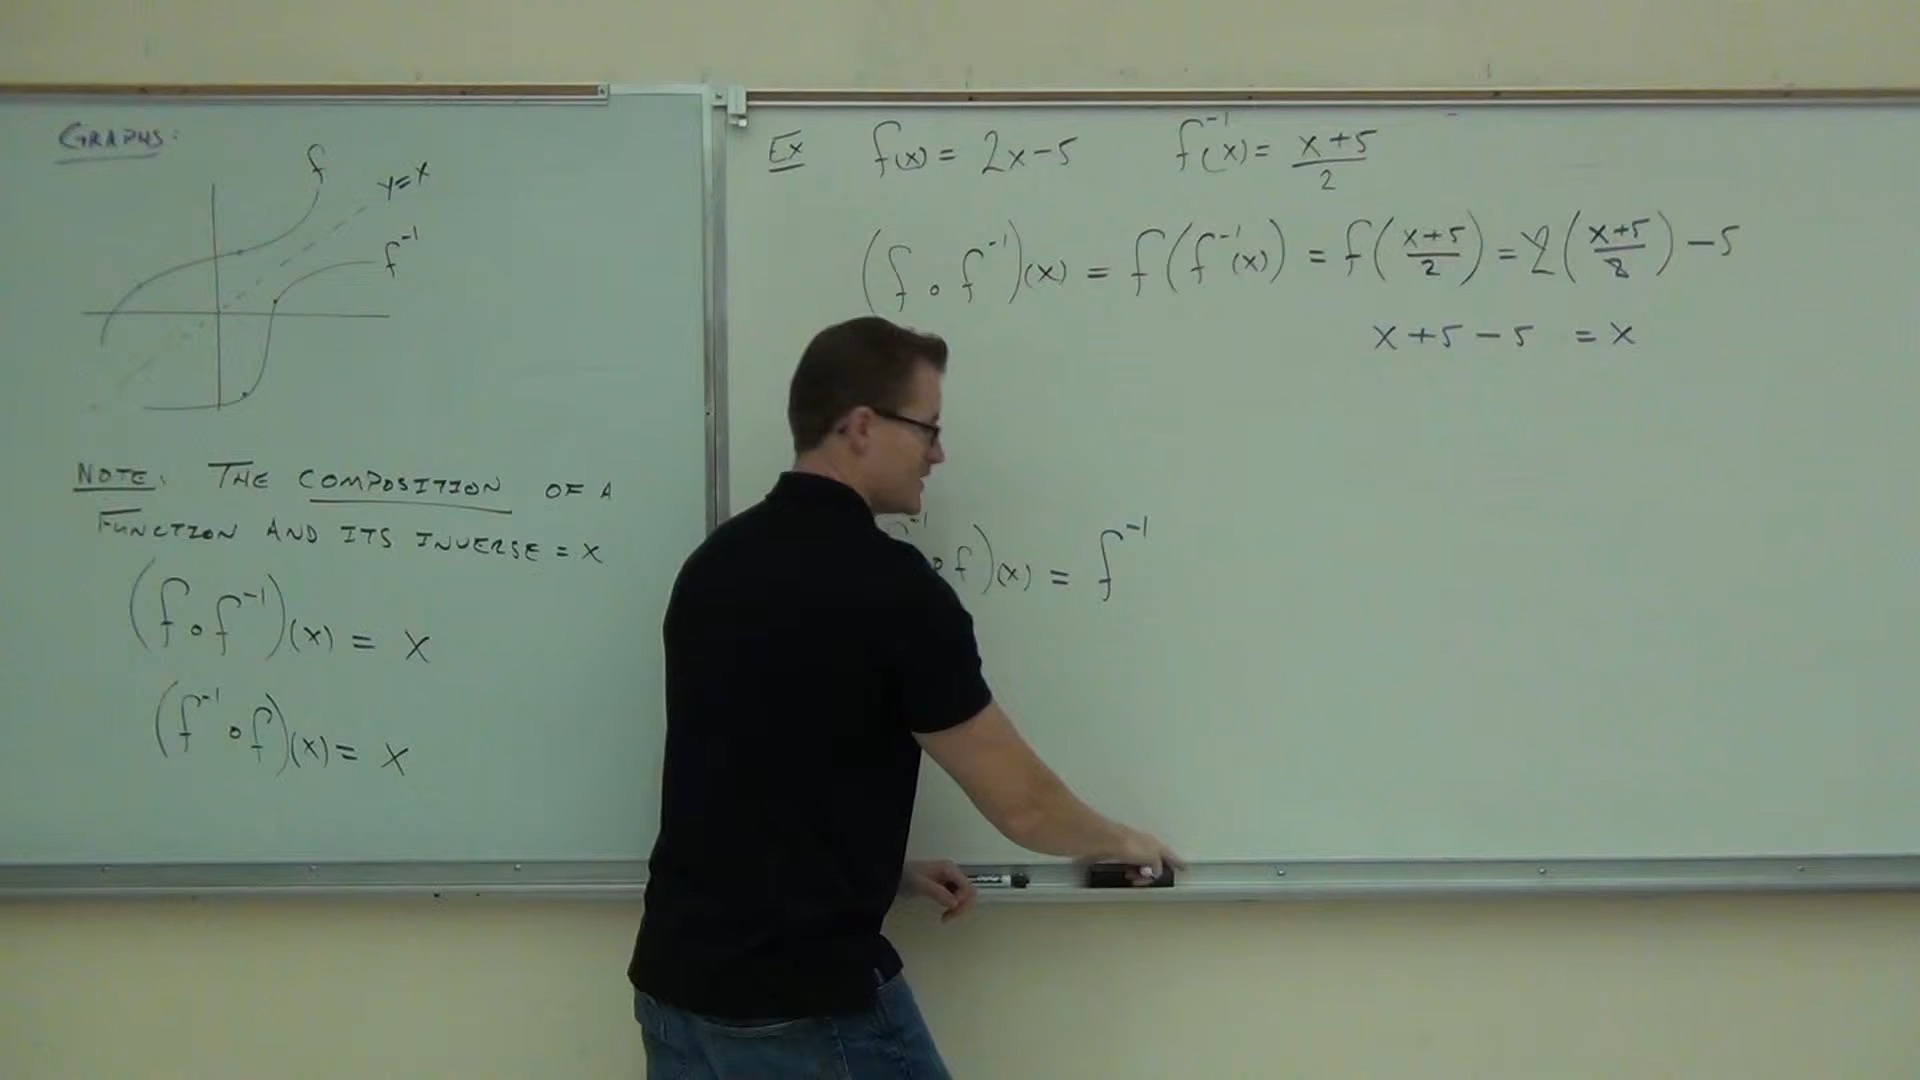 GRAPHS:
f
y=x
f⁻¹
NOTE: THE COMPOSITION OF A
FUNCTION AND ITS INVERSE = X
(f∘f⁻¹)(x) = X
(f⁻¹∘f)(x) = X
Ex f(x) = 2x-5 f⁻¹(x) = (x+5)/2
(f∘f⁻¹)(x) = f(f⁻¹(x)) = f((x+5)/2) = 2((x+5)/2) - 5
x+5-5 = x
∘f)(x) = f⁻¹